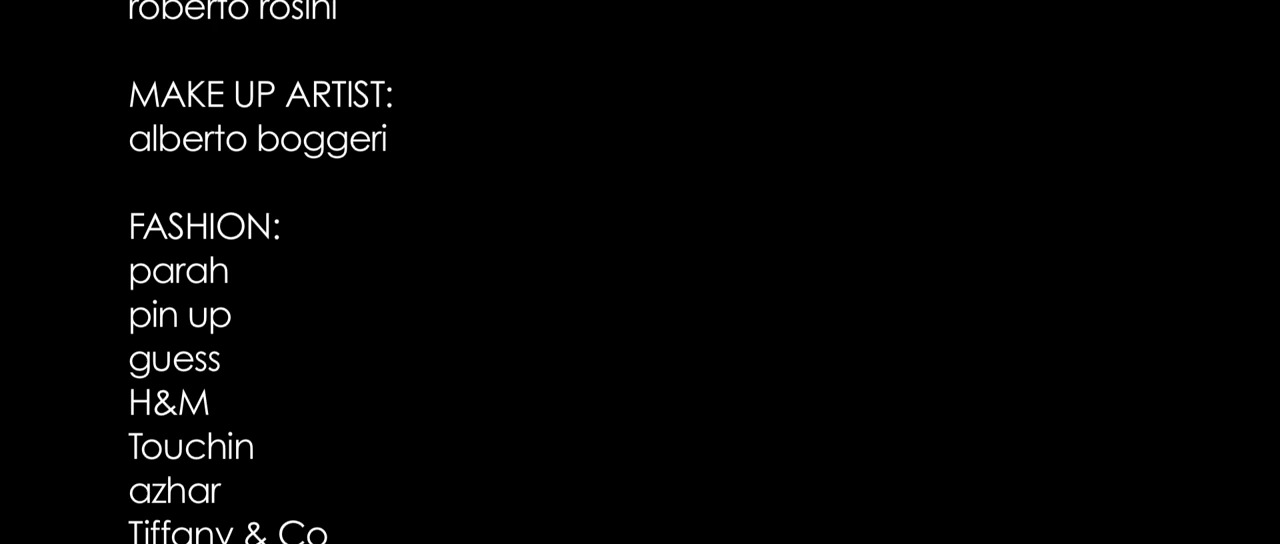 roberto rosini
MAKE UP ARTIST:
alberto boggeri
FASHION:
parah
pin up
guess
H&M
Touchin
azhar
Tiffany & Co